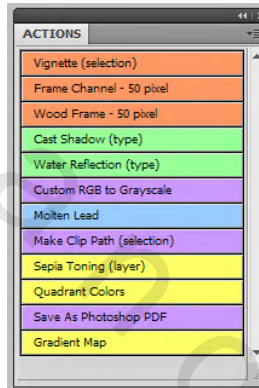 ACTIONS
Vignette (selection)
Frame Channel - 50 pixel
Wood Frame - 50 pixel
Cast Shadow (type)
Water Reflection (type)
Custom RGB to Grayscale
Molten Lead
Make Clip Path (selection)
Sepia Toning (layer)
Quadrant Colors
Save As Photoshop PDF
Gradient Map